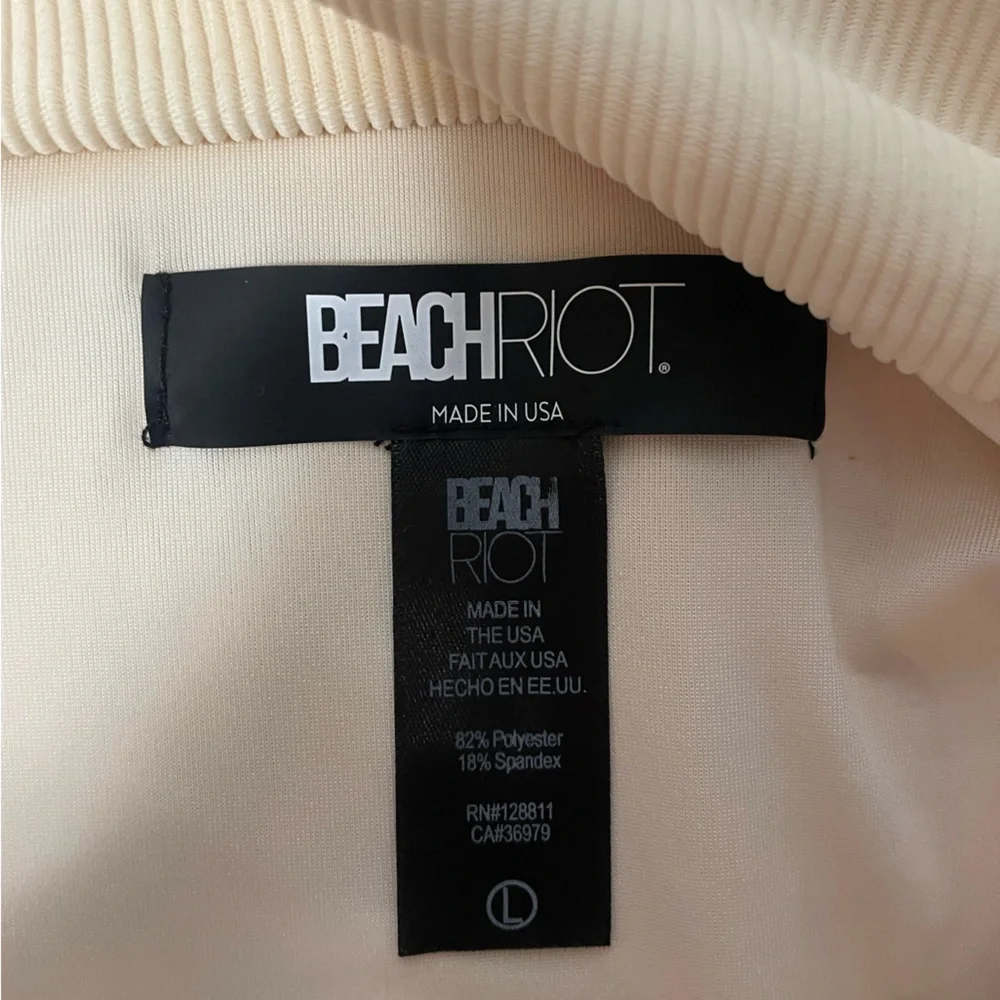 BEACHRIOT®
MADE IN USA
BEACH
RIOT
MADE IN
THE USA
FAIT AUX USA
HECHO EN EE.UU.
82% Polyester
18% Spandex
RN#128811
CA#36979
L